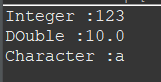 Integer :123
DOuble :10.0
Character :a